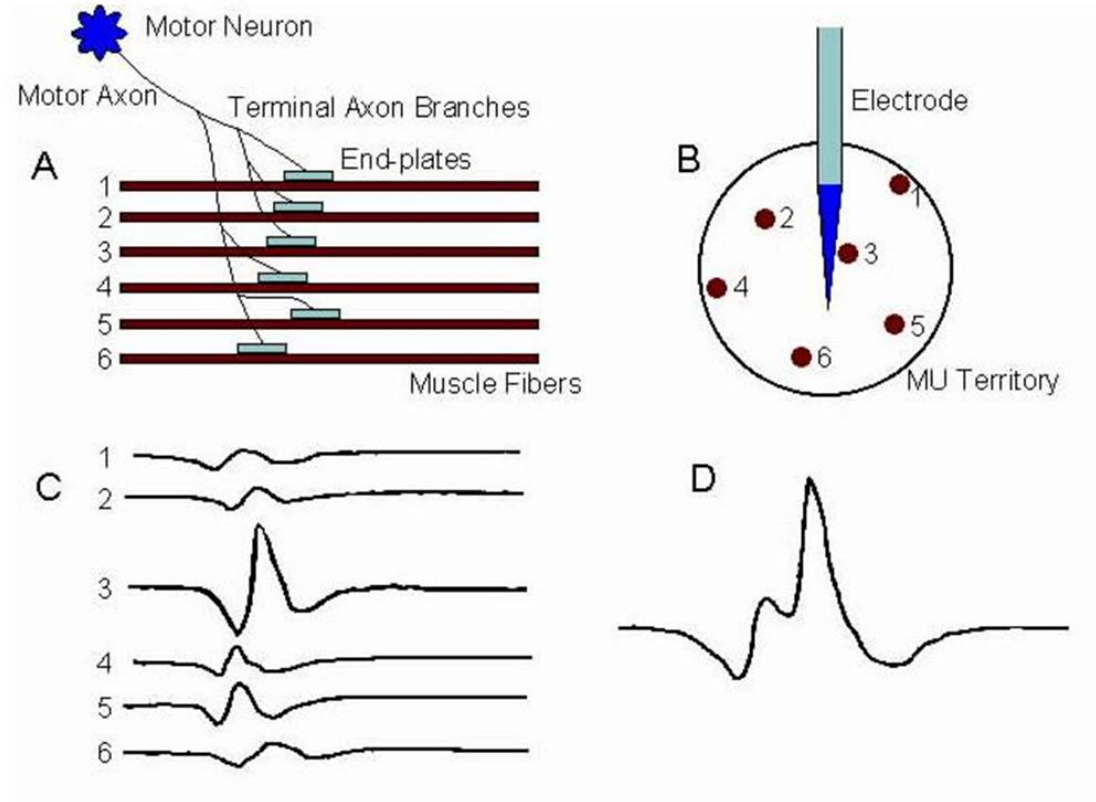 Motor Neuron
Motor Axon
Terminal Axon Branches
A
End-plates
1
2
3
4
5
6
Muscle Fibers
B
Electrode
1
2
3
4
5
6
MU Territory
C
1
2
3
4
5
6
D